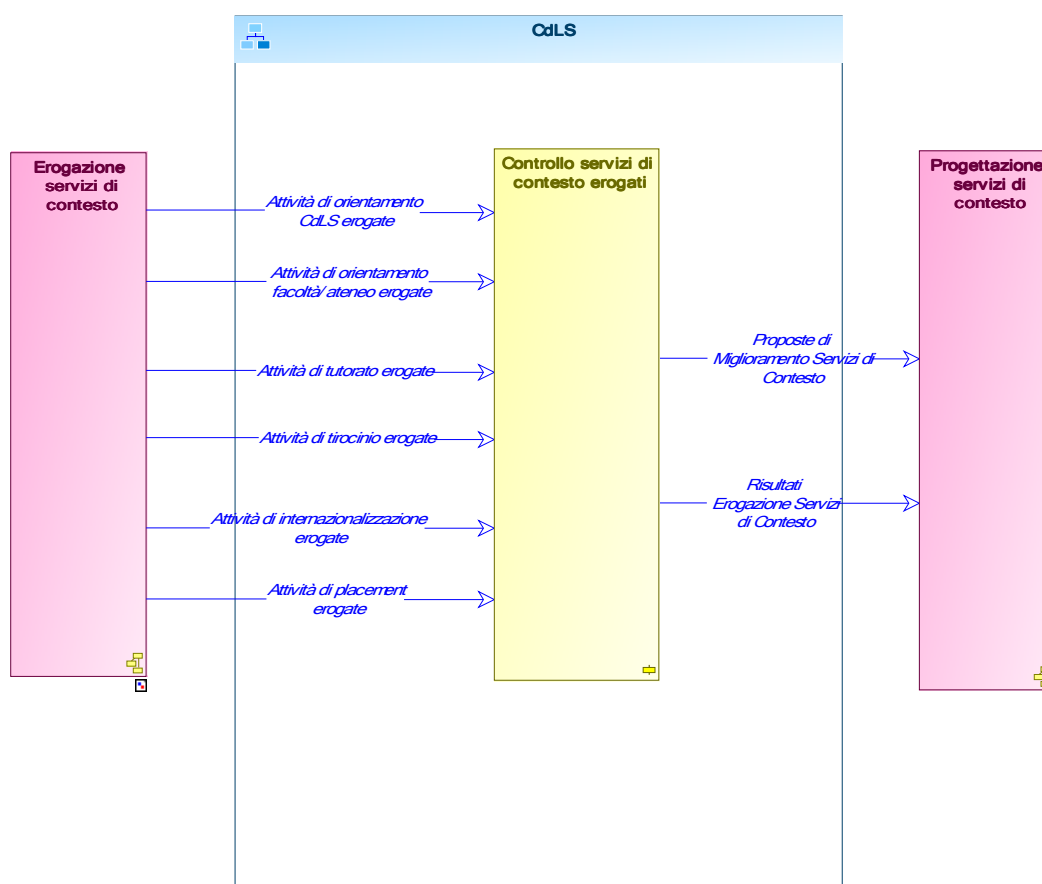 CdLS
Erogazione
servizi di
contesto
Controllo servizi di
contesto erogati
Progettazione
servizi di
contesto
Attività di orientamento
CdLS erogate
Attività di orientamento
facoltà/ateneo erogate
Attività di tutorato erogate
Attività di tirocinio erogate
Attività di internazionalizzazione
erogate
Attività di placement
erogate
Proposte di
Miglioramento Servizi di
Contesto
Risultati
Erogazione Servizi
di Contesto